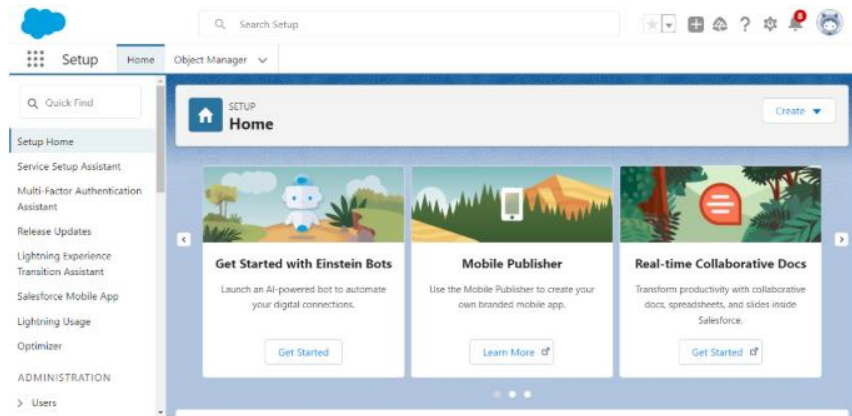 Search Setup
8
Setup
Home
Object Manager
Quick Find
Setup Home
Service Setup Assistant
Multi-Factor Authentication
Assistant
Release Updates
Lightning Experience
Transition Assistant
Salesforce Mobile App
Lightning Usage
Optimizer
ADMINISTRATION
Users
SETUP
Home
Create
Get Started with Einstein Bots
Launch an AI-powered bot to automate
your digital connections.
Get Started
Mobile Publisher
Use the Mobile Publisher to create your
own branded mobile app.
Learn More
Real-time Collaborative Docs
Transform productivity with collaborative
docs, spreadsheets, and slides inside
Salesforce.
Get Started